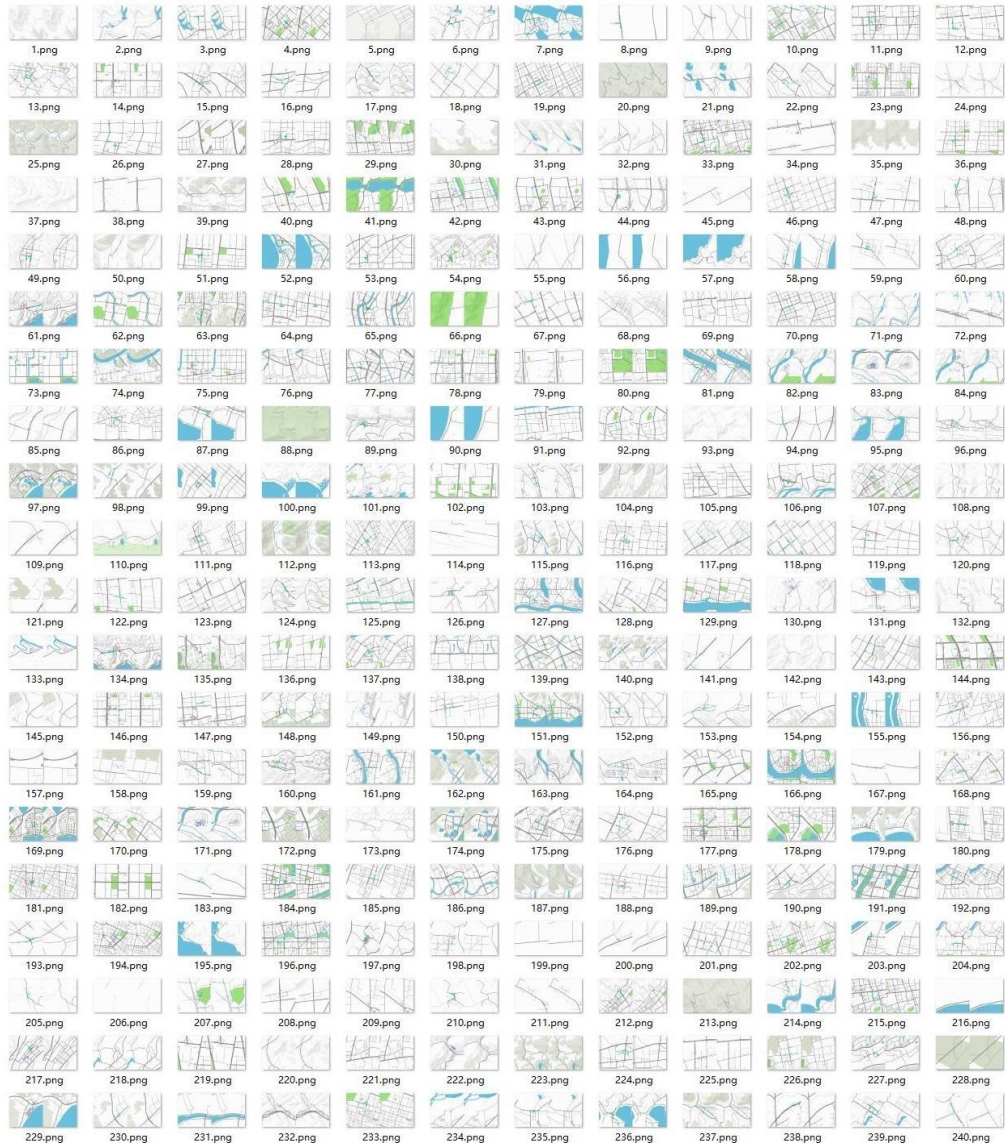 1.png 2.png 3.png 4.png 5.png 6.png 7.png 8.png 9.png 10.png 11.png 12.png
13.png 14.png 15.png 16.png 17.png 18.png 19.png 20.png 21.png 22.png 23.png 24.png
25.png 26.png 27.png 28.png 29.png 30.png 31.png 32.png 33.png 34.png 35.png 36.png
37.png 38.png 39.png 40.png 41.png 42.png 43.png 44.png 45.png 46.png 47.png 48.png
49.png 50.png 51.png 52.png 53.png 54.png 55.png 56.png 57.png 58.png 59.png 60.png
61.png 62.png 63.png 64.png 65.png 66.png 67.png 68.png 69.png 70.png 71.png 72.png
73.png 74.png 75.png 76.png 77.png 78.png 79.png 80.png 81.png 82.png 83.png 84.png
85.png 86.png 87.png 88.png 89.png 90.png 91.png 92.png 93.png 94.png 95.png 96.png
97.png 98.png 99.png 100.png 101.png 102.png 103.png 104.png 105.png 106.png 107.png 108.png
109.png 110.png 111.png 112.png 113.png 114.png 115.png 116.png 117.png 118.png 119.png 120.png
121.png 122.png 123.png 124.png 125.png 126.png 127.png 128.png 129.png 130.png 131.png 132.png
133.png 134.png 135.png 136.png 137.png 138.png 139.png 140.png 141.png 142.png 143.png 144.png
145.png 146.png 147.png 148.png 149.png 150.png 151.png 152.png 153.png 154.png 155.png 156.png
157.png 158.png 159.png 160.png 161.png 162.png 163.png 164.png 165.png 166.png 167.png 168.png
169.png 170.png 171.png 172.png 173.png 174.png 175.png 176.png 177.png 178.png 179.png 180.png
181.png 182.png 183.png 184.png 185.png 186.png 187.png 188.png 189.png 190.png 191.png 192.png
193.png 194.png 195.png 196.png 197.png 198.png 199.png 200.png 201.png 202.png 203.png 204.png
205.png 206.png 207.png 208.png 209.png 210.png 211.png 212.png 213.png 214.png 215.png 216.png
217.png 218.png 219.png 220.png 221.png 222.png 223.png 224.png 225.png 226.png 227.png 228.png
229.png 230.png 231.png 232.png 233.png 234.png 235.png 236.png 237.png 238.png 239.png 240.png